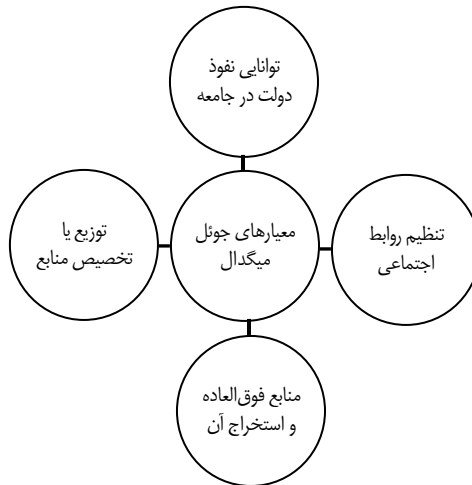 توانایی نفوذ
دولت در جامعه
تنظیم روابط
اجتماعی
معیارهای جوئل
میگدال
توزیع یا
تخصیص منابع
منابع فوق‌العاده
و استخراج آن